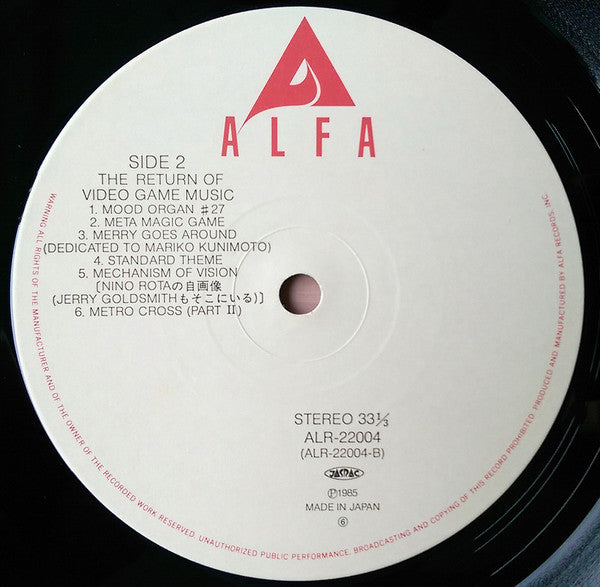 ALFA
SIDE 2
THE RETURN OF
VIDEO GAME MUSIC
1. MOOD ORGAN ♯27
2. META MAGIC GAME
3. MERRY GOES AROUND
(DEDICATED TO MARIKO KUNIMOTO)
4. STANDARD THEME
5. MECHANISM OF VISION
〔NINO ROTAの自画像
(JERRY GOLDSMITHもそこにいる)〕
6. METRO CROSS (PART II)
STEREO 33⅓
ALR-22004
(ALR-22004-B)
JASRAC
Ⓟ1985
MADE IN JAPAN
⑥
WARNING: ALL RIGHTS OF THE MANUFACTURER AND OF THE OWNER OF THE RECORDED WORK RESERVED. UNAUTHORIZED PUBLIC PERFORMANCE, BROADCASTING AND COPYING OF THIS RECORD PROHIBITED. PRODUCED AND MANUFACTURED BY ALFA RECORDS, INC.